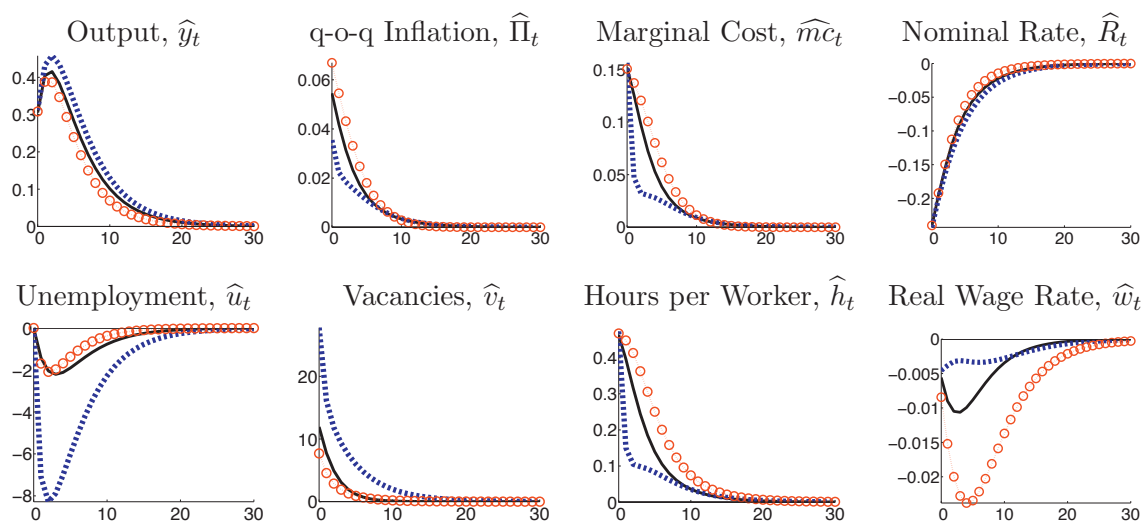 Output, ŷ_t
q-o-q Inflation, Π̂_t
Marginal Cost, m̂c_t
Nominal Rate, R̂_t
0.4
0.3
0.2
0.1
0
0 10 20 30
0.06
0.04
0.02
0
0 10 20 30
0.15
0.1
0.05
0
0 10 20 30
0
−0.05
−0.1
−0.15
−0.2
0 10 20 30
Unemployment, û_t
Vacancies, v̂_t
Hours per Worker, ĥ_t
Real Wage Rate, ŵ_t
0
−2
−4
−6
−8
0 10 20 30
20
10
0
0 10 20 30
0.4
0.3
0.2
0.1
0
0 10 20 30
0
−0.005
−0.01
−0.015
−0.02
0 10 20 30